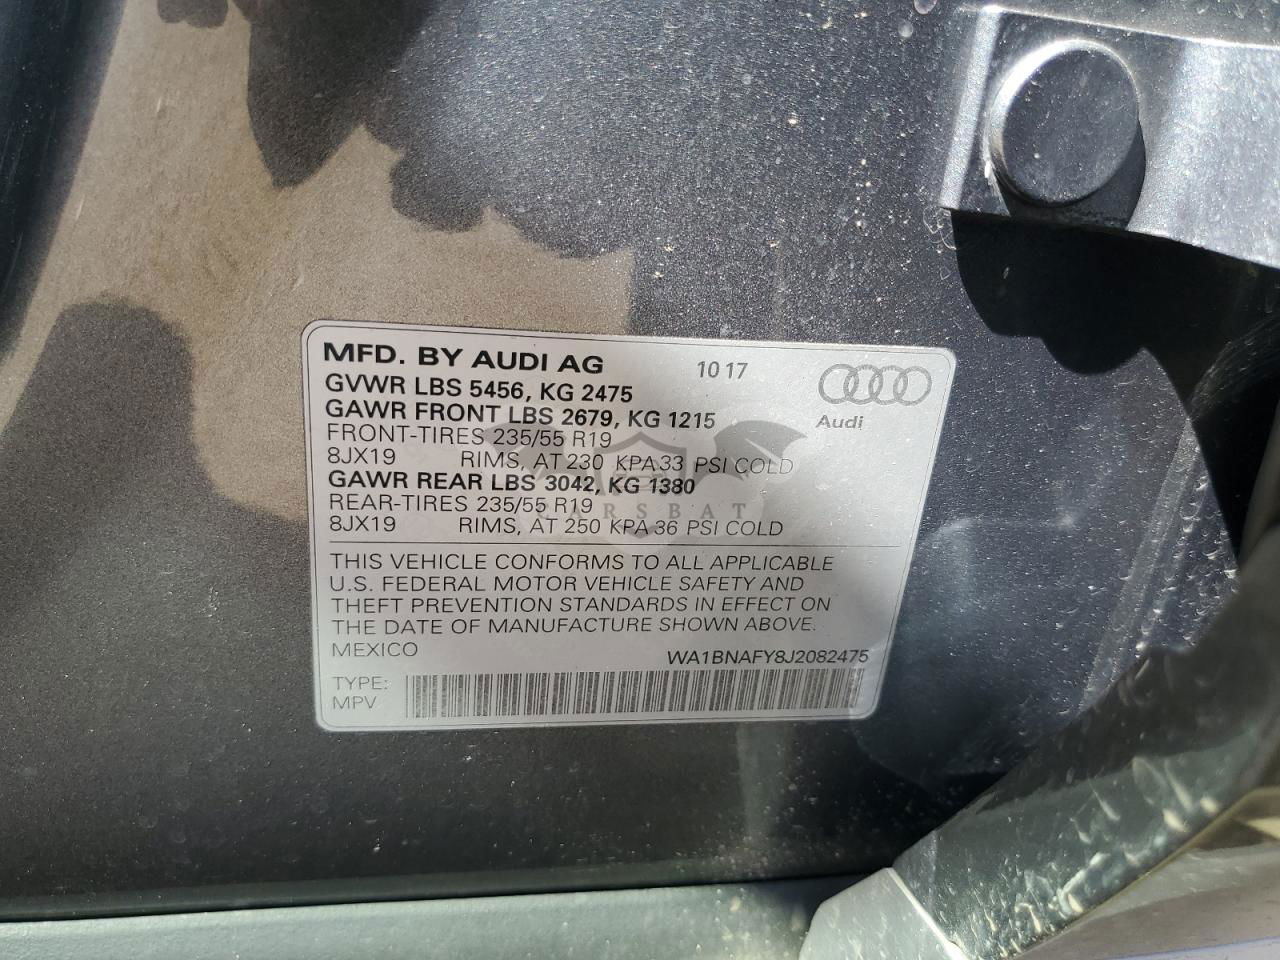 MFD. BY AUDI AG 10 17
GVWR LBS 5456, KG 2475
GAWR FRONT LBS 2679, KG 1215 Audi
FRONT-TIRES 235/55 R19
8JX19 RIMS, AT 230 KPA 33 PSI COLD
GAWR REAR LBS 3042, KG 1380
REAR-TIRES 235/55 R19
CARSBAT
8JX19 RIMS, AT 250 KPA 36 PSI COLD
THIS VEHICLE CONFORMS TO ALL APPLICABLE
U.S. FEDERAL MOTOR VEHICLE SAFETY AND
THEFT PREVENTION STANDARDS IN EFFECT ON
THE DATE OF MANUFACTURE SHOWN ABOVE.
MEXICO WA1BNAFY8J2082475
TYPE:
MPV